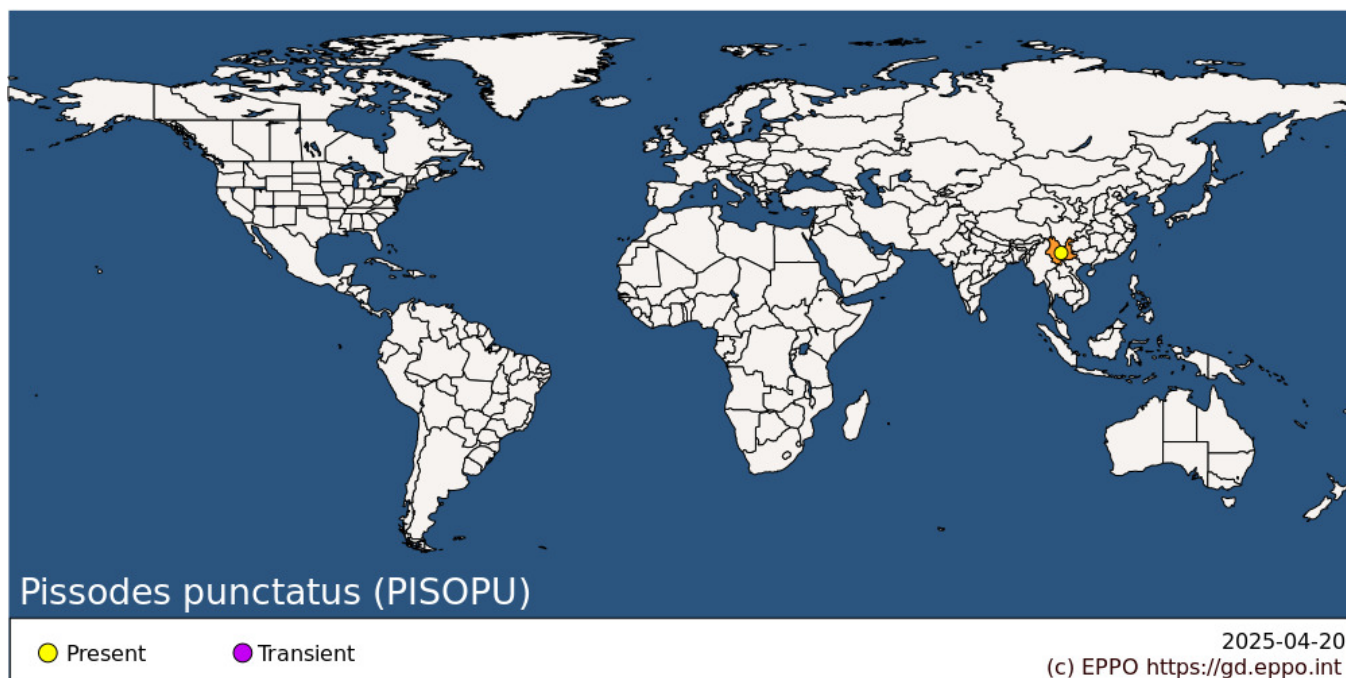 Pissodes punctatus (PISOPU)
Present
Transient
2025-04-20
(c) EPPO https://gd.eppo.int